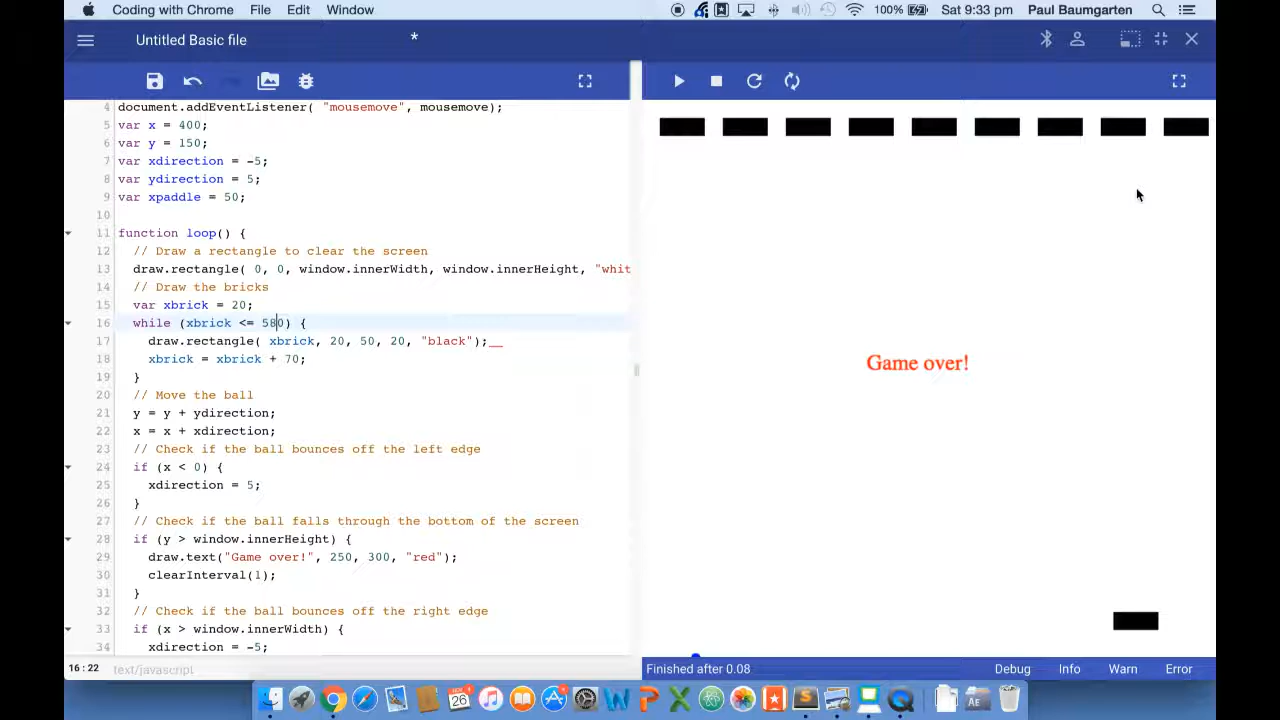 Coding with Chrome File Edit Window 100% Sat 9:33 pm Paul Baumgarten
Untitled Basic file *
4 document.addEventListener( "mousemove", mousemove);
5 var x = 400;
6 var y = 150;
7 var xdirection = -5;
8 var ydirection = 5;
9 var xpaddle = 50;
10
11 function loop() {
12 // Draw a rectangle to clear the screen
13 draw.rectangle( 0, 0, window.innerWidth, window.innerHeight, "whit
14 // Draw the bricks
15 var xbrick = 20;
16 while (xbrick <= 580) {
17 draw.rectangle( xbrick, 20, 50, 20, "black");
18 xbrick = xbrick + 70;
19 }
20 // Move the ball
21 y = y + ydirection;
22 x = x + xdirection;
23 // Check if the ball bounces off the left edge
24 if (x < 0) {
25 xdirection = 5;
26 }
27 // Check if the ball falls through the bottom of the screen
28 if (y > window.innerHeight) {
29 draw.text("Game over!", 250, 300, "red");
30 clearInterval(1);
31 }
32 // Check if the ball bounces off the right edge
33 if (x > window.innerWidth) {
34 xdirection = -5;
16:22 text/javascript
Game over!
Finished after 0.08 Debug Info Warn Error